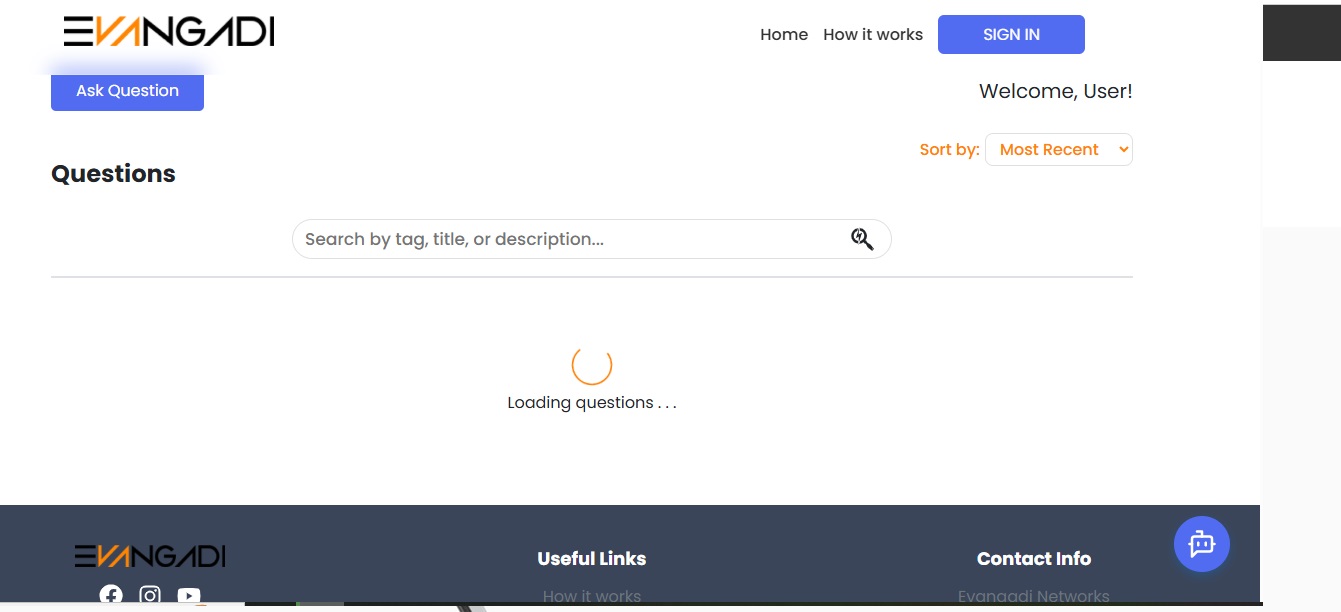 EVANGADI
Home How it works SIGN IN
Ask Question
Welcome, User!
Sort by: Most Recent
Questions
Search by tag, title, or description...
Loading questions . . .
EVANGADI
Useful Links
Contact Info
How it works
Evangadi Networks